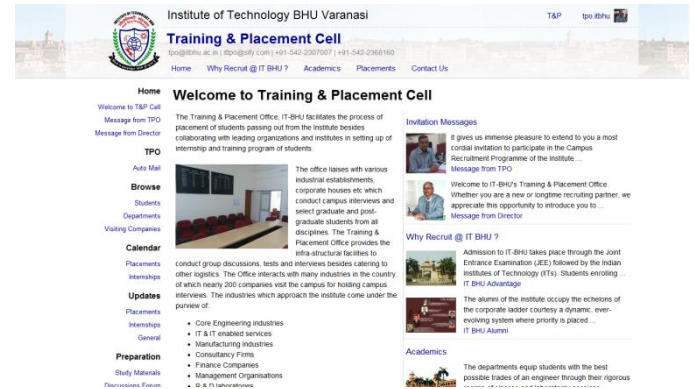 Institute of Technology BHU Varanasi
T&P
tpo.itbhu
Training & Placement Cell
tpo@itbhu.ac.in | ittpo@sify.com | +91-542-2307007 | +91-542-2368160
Home
Why Recruit @ IT BHU ?
Academics
Placements
Contact Us
Home
Welcome to T&P Cell
Message from TPO
Message from Director
TPO
Auto Mail
Browse
Students
Departments
Visiting Companies
Calendar
Placements
Internships
Updates
Placements
Internships
General
Preparation
Study Materials
Discussions Forum
Welcome to Training & Placement Cell
The Training & Placement Office, IT-BHU facilitates the process of
placement of students passing out from the Institute besides
collaborating with leading organizations and institutes in setting up of
internship and training program of students.
The office liaises with various
industrial establishments,
corporate houses etc which
conduct campus interviews and
select graduate and post-
graduate students from all
disciplines. The Training &
Placement Office provides the
infra-structural facilities to
conduct group discussions, tests and interviews besides catering to
other logistics. The Office interacts with many industries in the country,
of which nearly 200 companies visit the campus for holding campus
interviews. The industries which approach the institute come under the
purview of:
Core Engineering industries
IT & IT enabled services
Manufacturing industries
Consultancy Firms
Finance Companies
Management Organisations
R & D laboratories
Invitation Messages
It gives us immense pleasure to extend to you a most
cordial invitation to participate in the Campus
Recruitment Programme of the Institute ...
Message from TPO
Welcome to IT-BHU's Training & Placement Office.
Whether you are a new or longtime recruiting partner, we
appreciate this opportunity to introduce you to ...
Message from Director
Why Recruit @ IT BHU ?
Admission to IT-BHU takes place through the Joint
Entrance Examination (JEE) followed by the Indian
Institutes of Technology (IITs). Students enrolling ...
IT BHU Advantage
The alumni of the institute occupy the echelons of
the corporate ladder courtesy a dynamic, ever-
evolving system where priority is placed ...
IT BHU Alumni
Academics
The departments equip students with the best
possible trades of an engineer through their rigorous